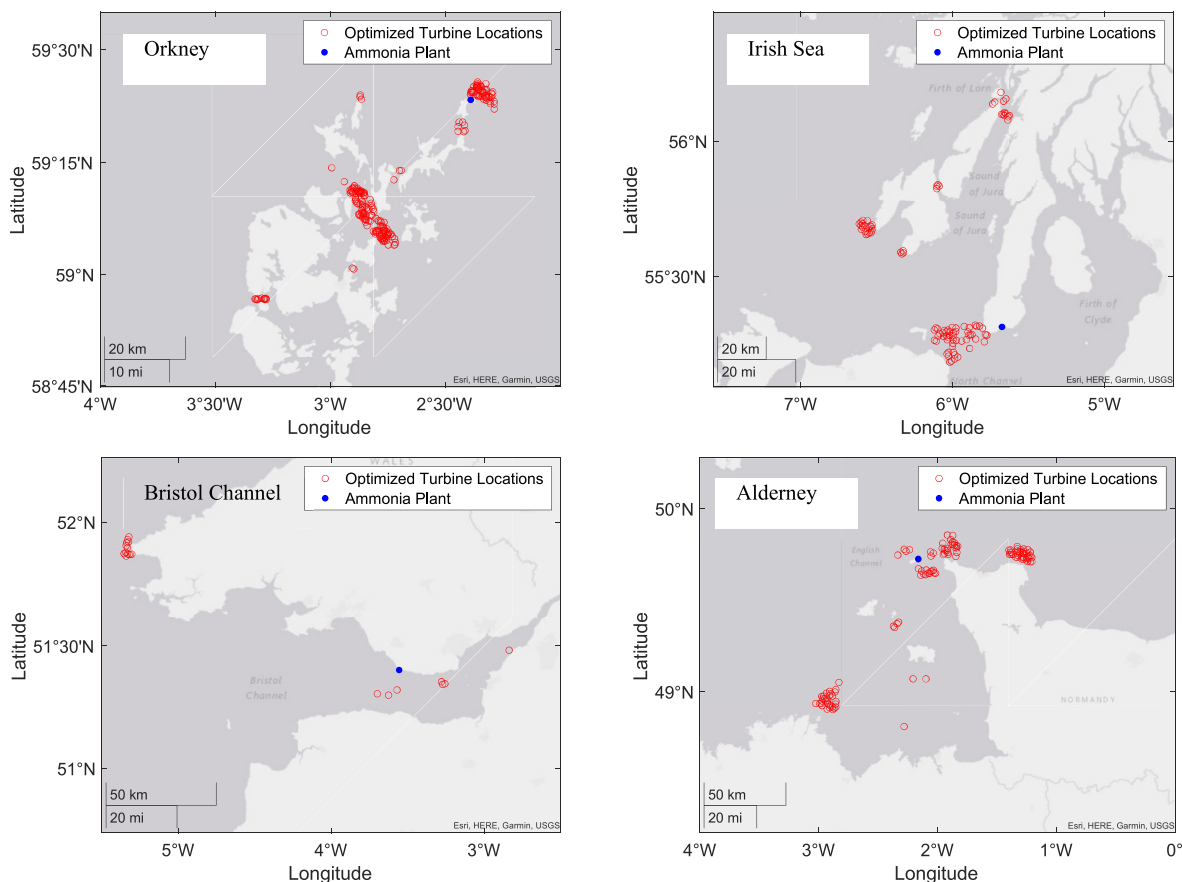 Orkney
Optimized Turbine Locations
Ammonia Plant
59°30'N
59°15'N
59°N
58°45'N
Latitude
20 km
10 mi
Esri, HERE, Garmin, USGS
4°W
3°30'W
3°W
2°30'W
Longitude
Irish Sea
Optimized Turbine Locations
Ammonia Plant
Firth of Lorn
56°N
Sound
of Jura
Sound
of Jura
55°30'N
Firth of
Clyde
North Channel
Latitude
20 km
20 mi
Esri, HERE, Garmin, USGS
7°W
6°W
5°W
Longitude
WALES
Bristol Channel
Optimized Turbine Locations
Ammonia Plant
52°N
51°30'N
51°N
Latitude
Bristol
Channel
50 km
20 mi
Esri, HERE, Garmin, USGS
5°W
4°W
3°W
Longitude
Alderney
Optimized Turbine Locations
Ammonia Plant
50°N
English
Channel
49°N
NORMANDY
Latitude
50 km
20 mi
Esri, HERE, Garmin, USGS
4°W
3°W
2°W
1°W
0°
Longitude